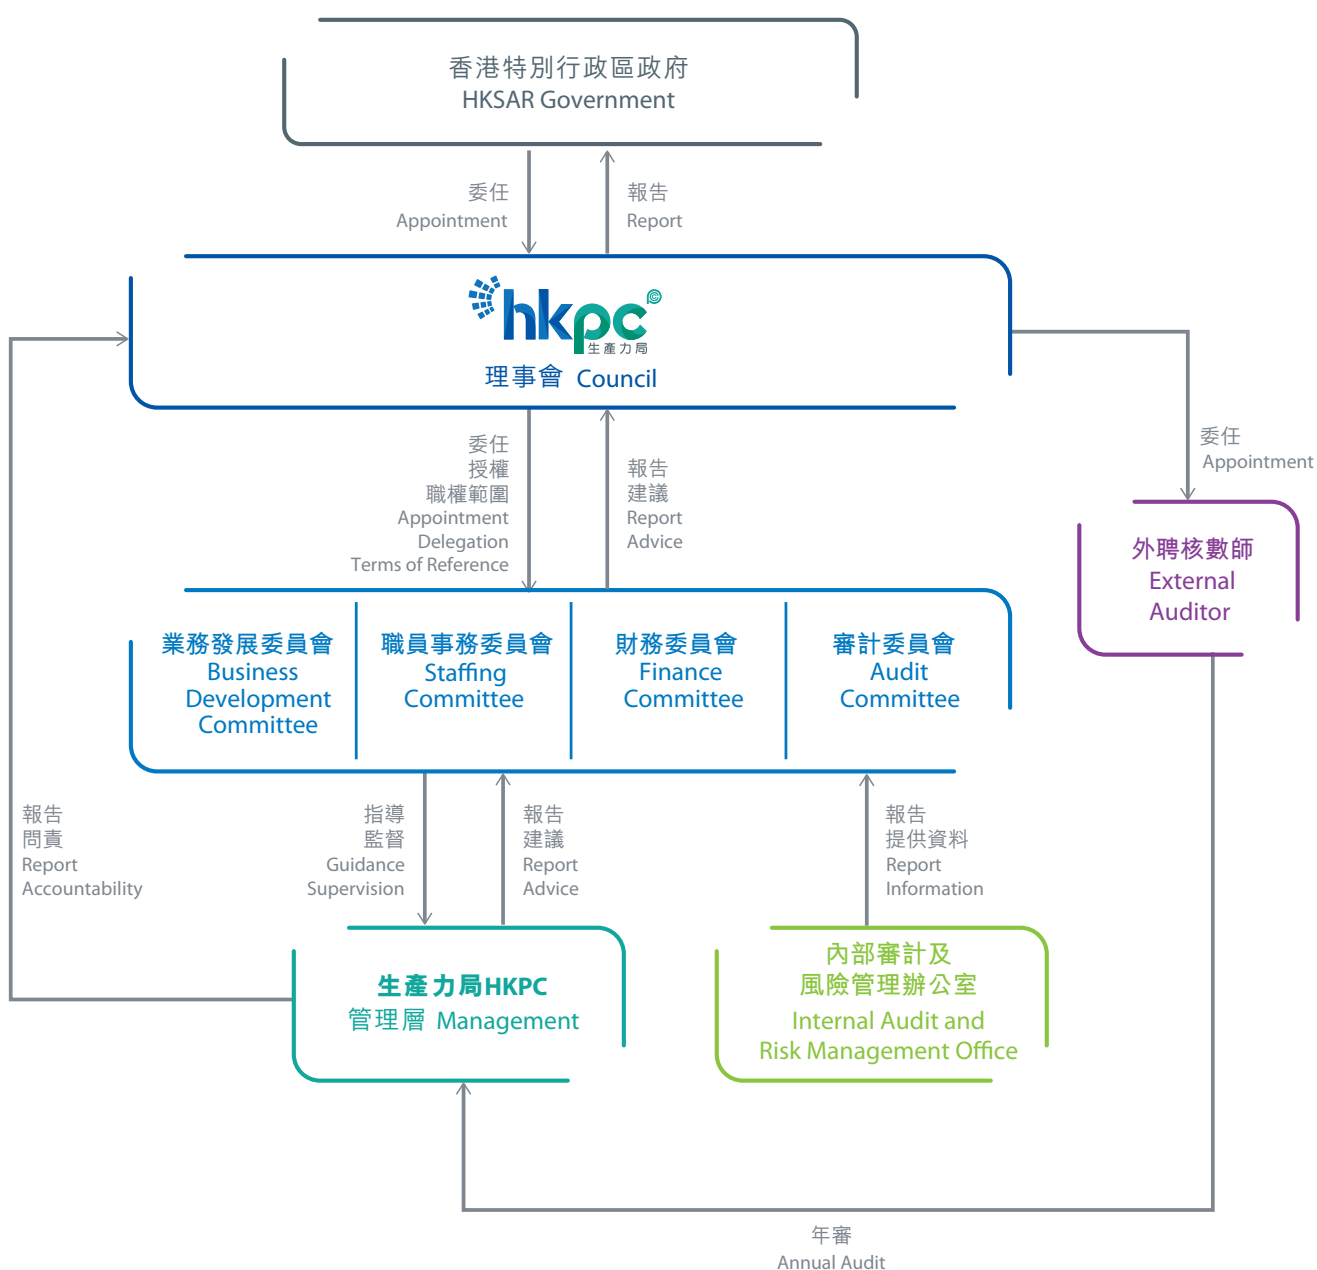 香港特別行政區政府
HKSAR Government
委任
Appointment
報告
Report
hkpc
生產力局
理事會 Council
委任
授權
職權範圍
Appointment
Delegation
Terms of Reference
報告
建議
Report
Advice
委任
Appointment
外聘核數師
External
Auditor
業務發展委員會
Business
Development
Committee
職員事務委員會
Staffing
Committee
財務委員會
Finance
Committee
審計委員會
Audit
Committee
報告
問責
Report
Accountability
指導
監督
Guidance
Supervision
報告
建議
Report
Advice
報告
提供資料
Report
Information
生產力局HKPC
管理層 Management
內部審計及
風險管理辦公室
Internal Audit and
Risk Management Office
年審
Annual Audit